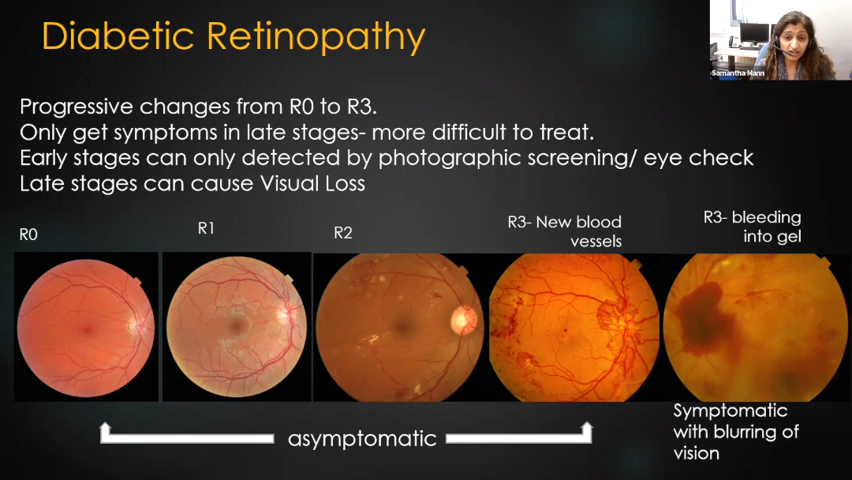 Diabetic Retinopathy
Samantha Mann
Progressive changes from R0 to R3.
Only get symptoms in late stages- more difficult to treat.
Early stages can only detected by photographic screening/ eye check
Late stages can cause Visual Loss
R0
R1
R2
R3- New blood
vessels
R3- bleeding
into gel
asymptomatic
Symptomatic
with blurring of
vision